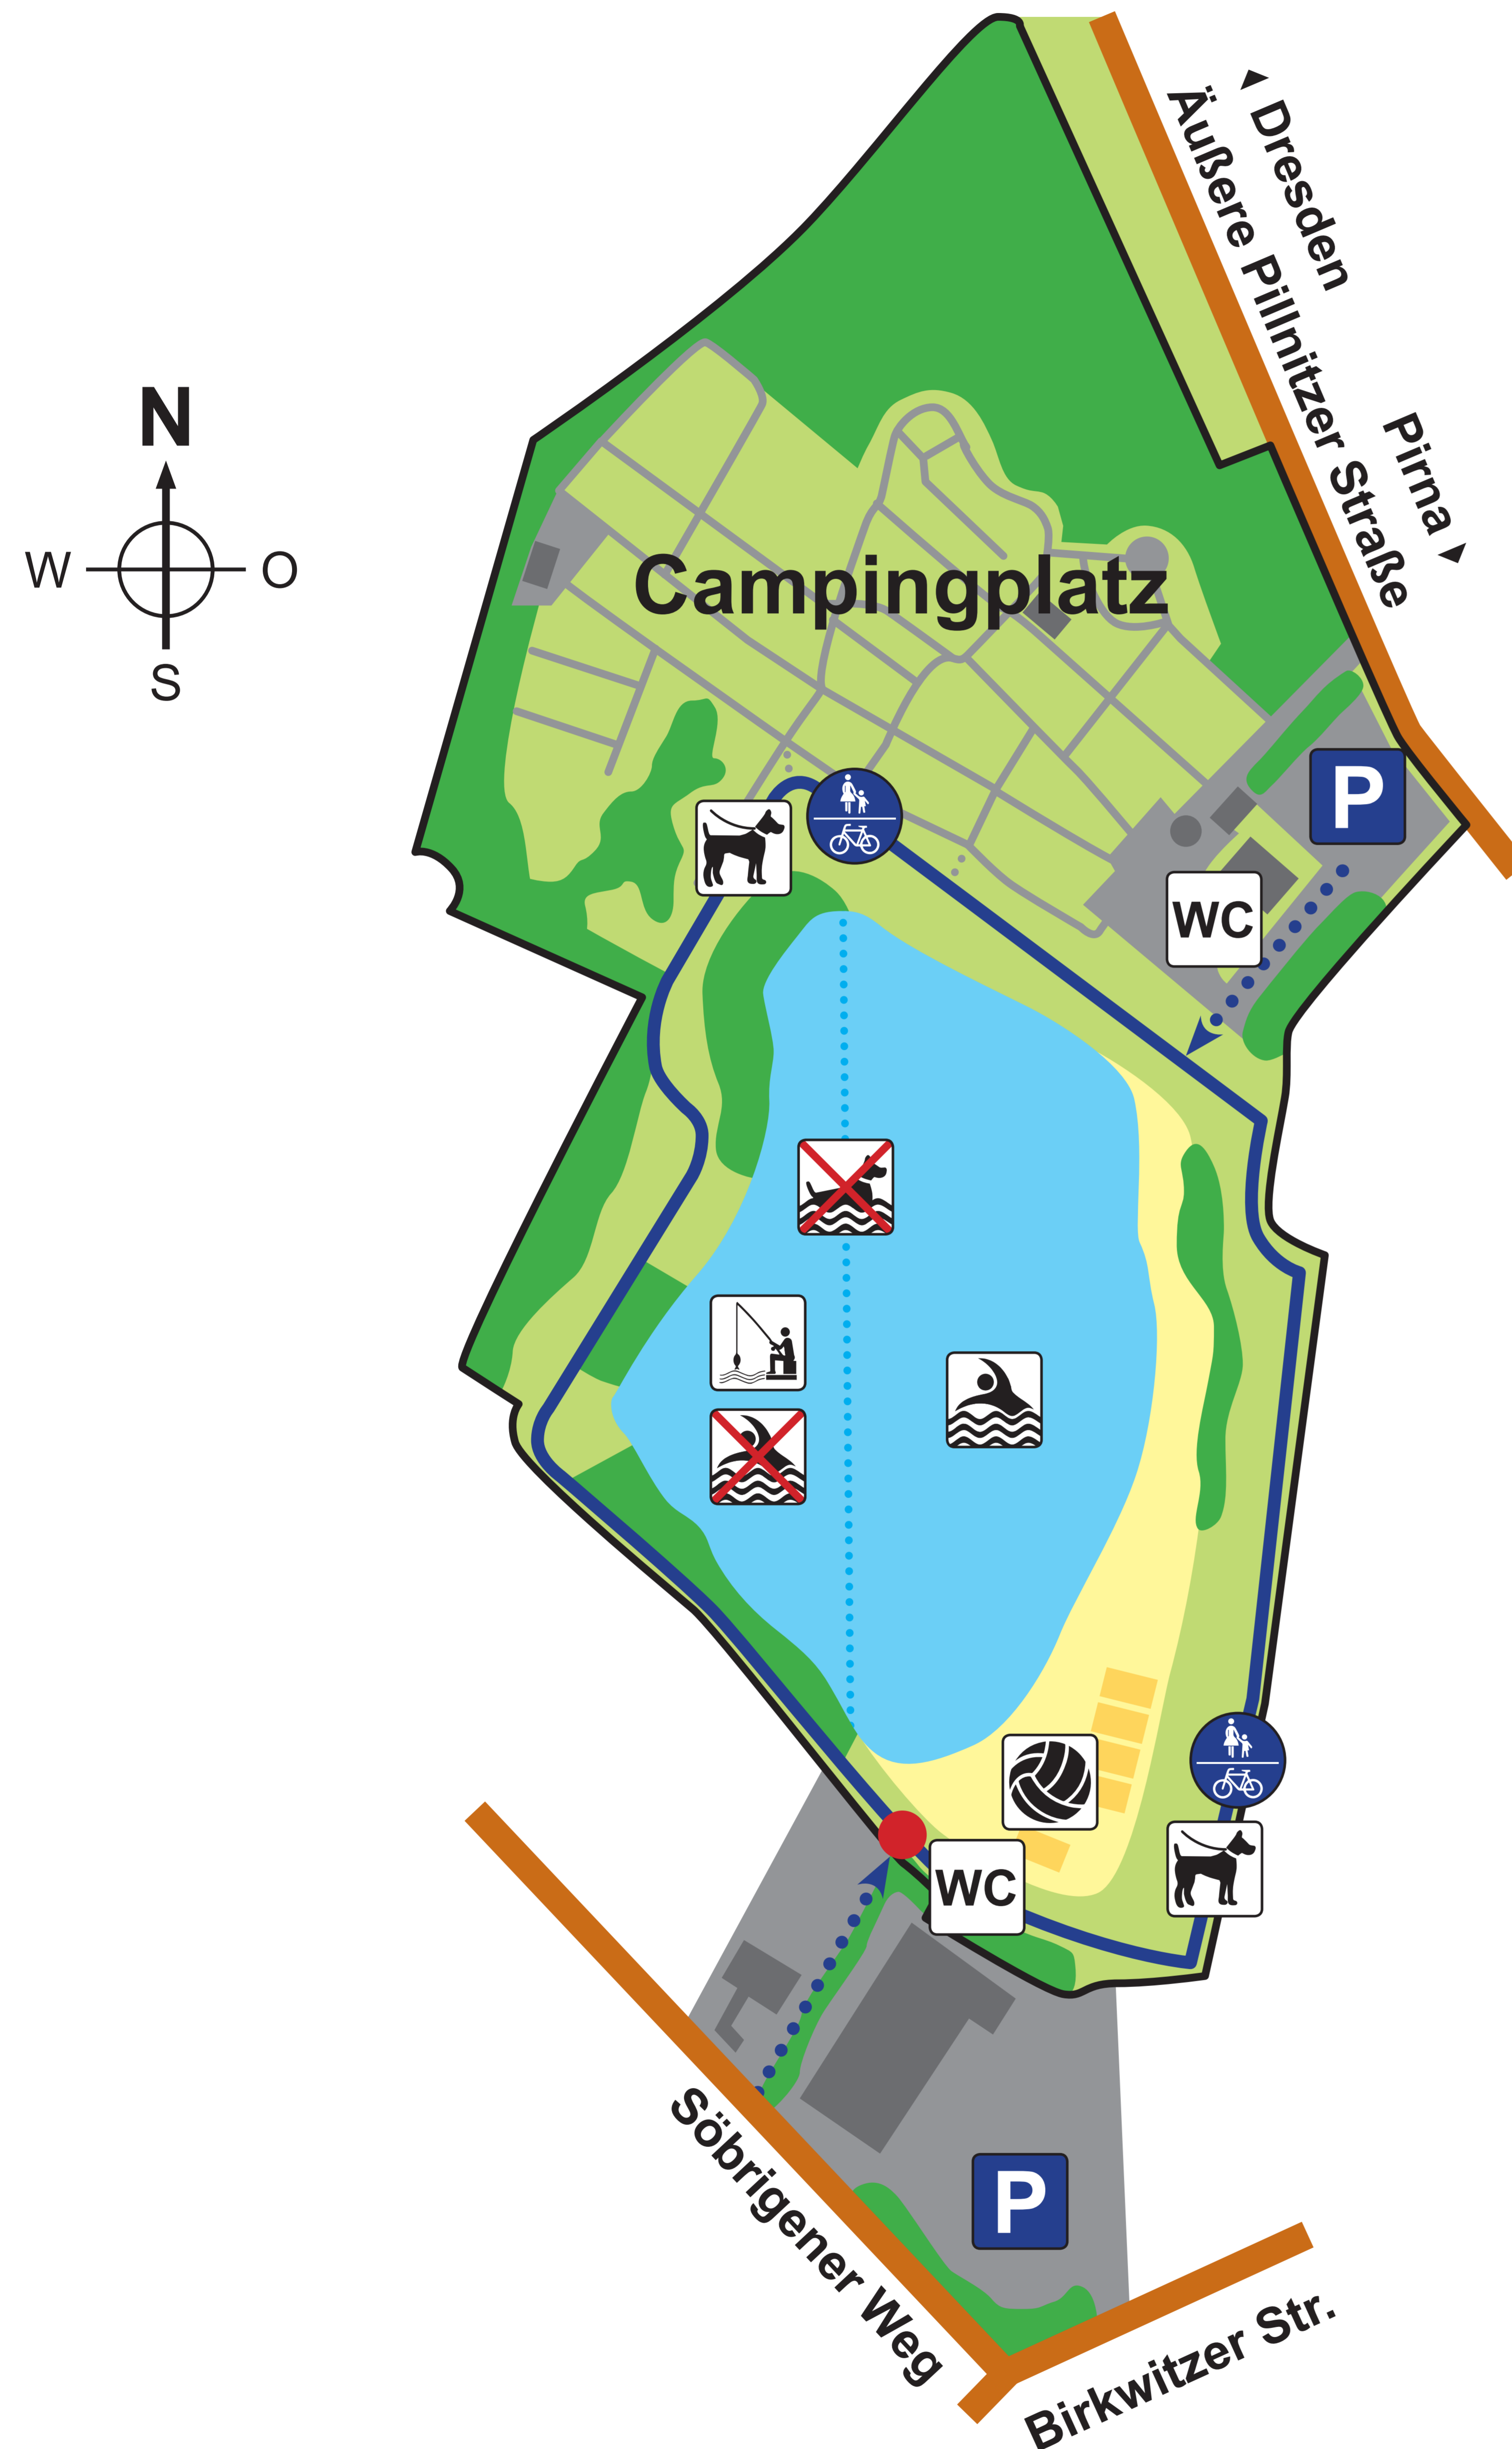 ◄ Dresden
Äußere Pillnitzer Straße
Pirna ►
N
W
O
S
Campingplatz
P
WC
WC
Söbrigener Weg
P
Birkwitzer Str.